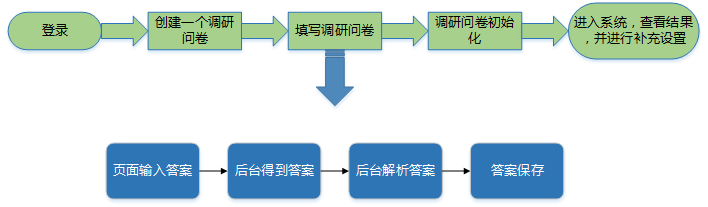 登录
创建一个调研
问卷
填写调研问卷
调研问卷初始
化
进入系统，查看结果
，并进行补充设置
页面输入答案
后台得到答案
后台解析答案
答案保存